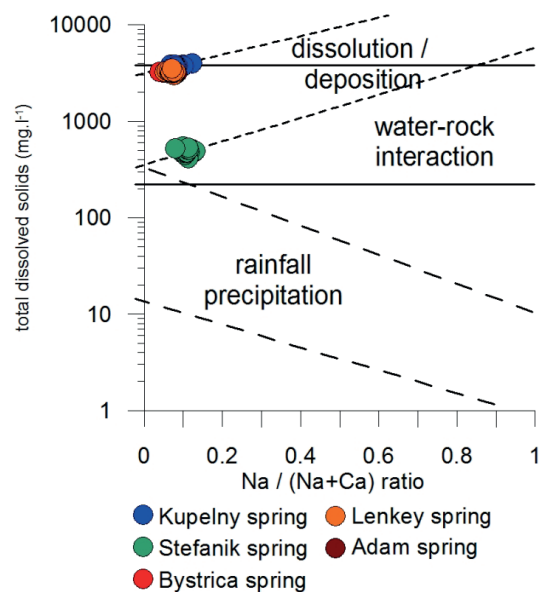 10000
1000
100
10
1
total dissolved solids (mg.l⁻¹)
dissolution /
deposition
water-rock
interaction
rainfall
precipitation
0 0.2 0.4 0.6 0.8 1
Na / (Na+Ca) ratio
Kupelny spring Lenkey spring
Stefanik spring Adam spring
Bystrica spring